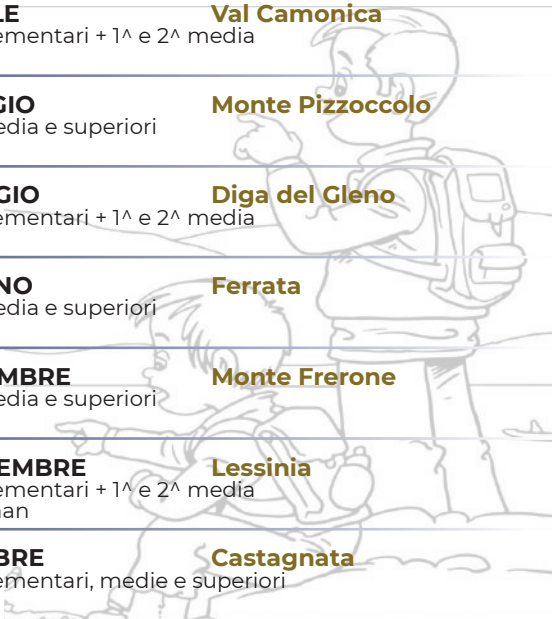 LE Val Camonica
ementari + 1^ e 2^ media
GIO Monte Pizzoccolo
edia e superiori
GIO Diga del Gleno
ementari + 1^ e 2^ media
NO Ferrata
edia e superiori
MBRE Monte Frerone
edia e superiori
EMBRE Lessinia
ementari + 1^ e 2^ media
an
BRE Castagnata
ementari, medie e superiori